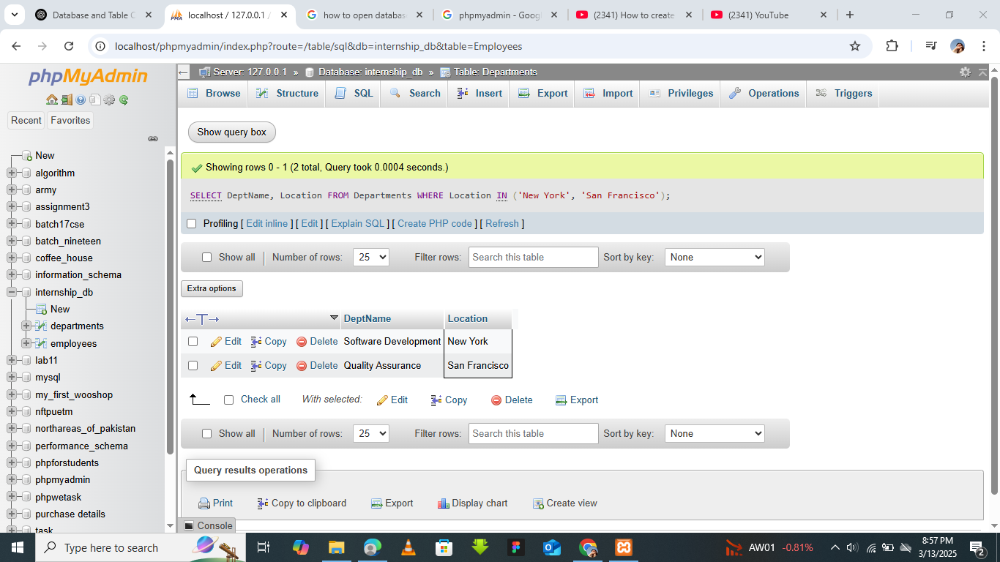 Database and Table C
localhost / 127.0.0.1 /
how to open databas
phpmyadmin - Goog
(2341) How to create
(2341) YouTube
localhost/phpmyadmin/index.php?route=/table/sql&db=internship_db&table=Employees
phpMyAdmin
Recent
Favorites
New
algorithm
army
assignment3
batch17cse
batch_nineteen
coffee_house
information_schema
internship_db
New
departments
employees
lab11
mysql
my_first_wooshop
nftpuetm
northareas_of_pakistan
performance_schema
phpforstudents
phpmyadmin
phpwetask
purchase details
task
Server: 127.0.0.1 » Database: internship_db » Table: Departments
Browse Structure SQL Search Insert Export Import Privileges Operations Triggers
Show query box
Showing rows 0 - 1 (2 total, Query took 0.0004 seconds.)
SELECT DeptName, Location FROM Departments WHERE Location IN ('New York', 'San Francisco');
Profiling [ Edit inline ] [ Edit ] [ Explain SQL ] [ Create PHP code ] [ Refresh ]
Show all Number of rows: 25 Filter rows: Search this table Sort by key: None
Extra options
DeptName Location
Edit Copy Delete Software Development New York
Edit Copy Delete Quality Assurance San Francisco
Check all With selected: Edit Copy Delete Export
Show all Number of rows: 25 Filter rows: Search this table Sort by key: None
Query results operations
Print Copy to clipboard Export Display chart Create view
Console
Type here to search
AW01 -0.81%
8:57 PM
3/13/2025
2